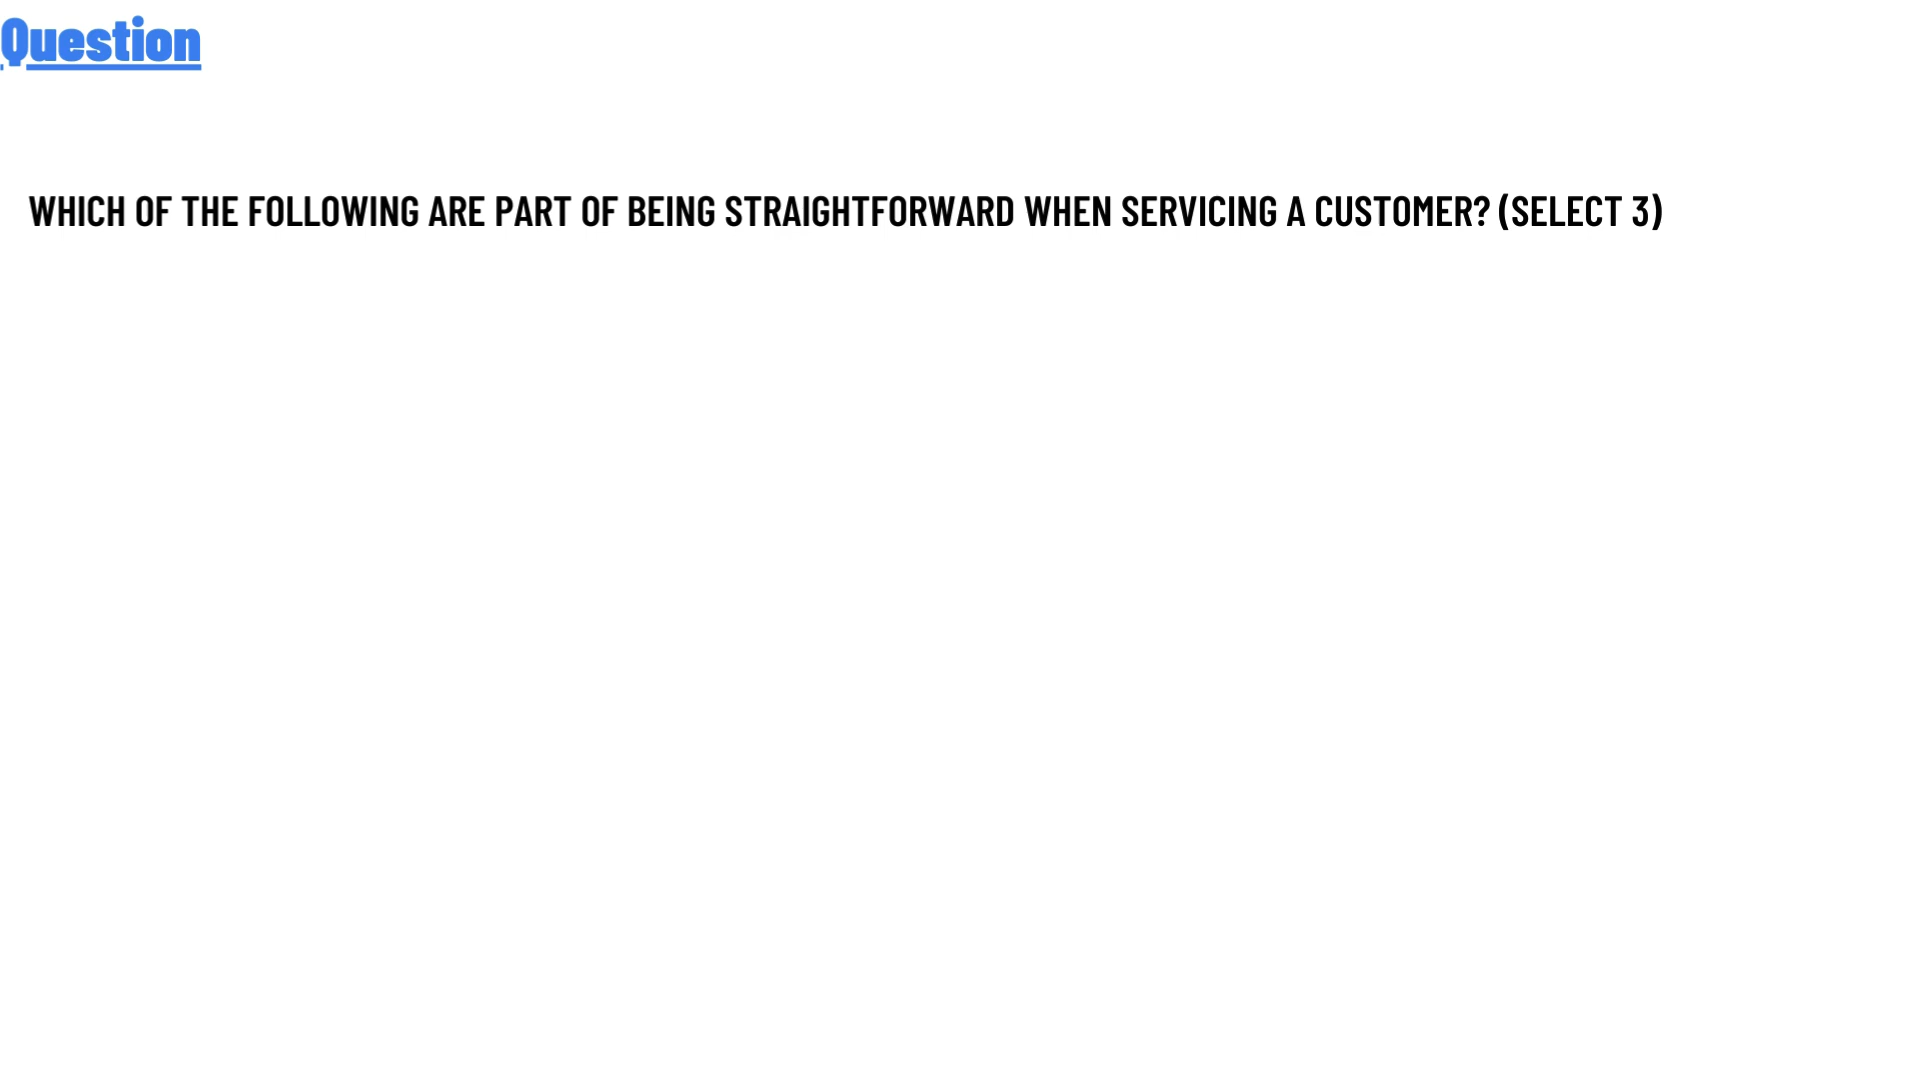 Question
WHICH OF THE FOLLOWING ARE PART OF BEING STRAIGHTFORWARD WHEN SERVICING A CUSTOMER? (SELECT 3)